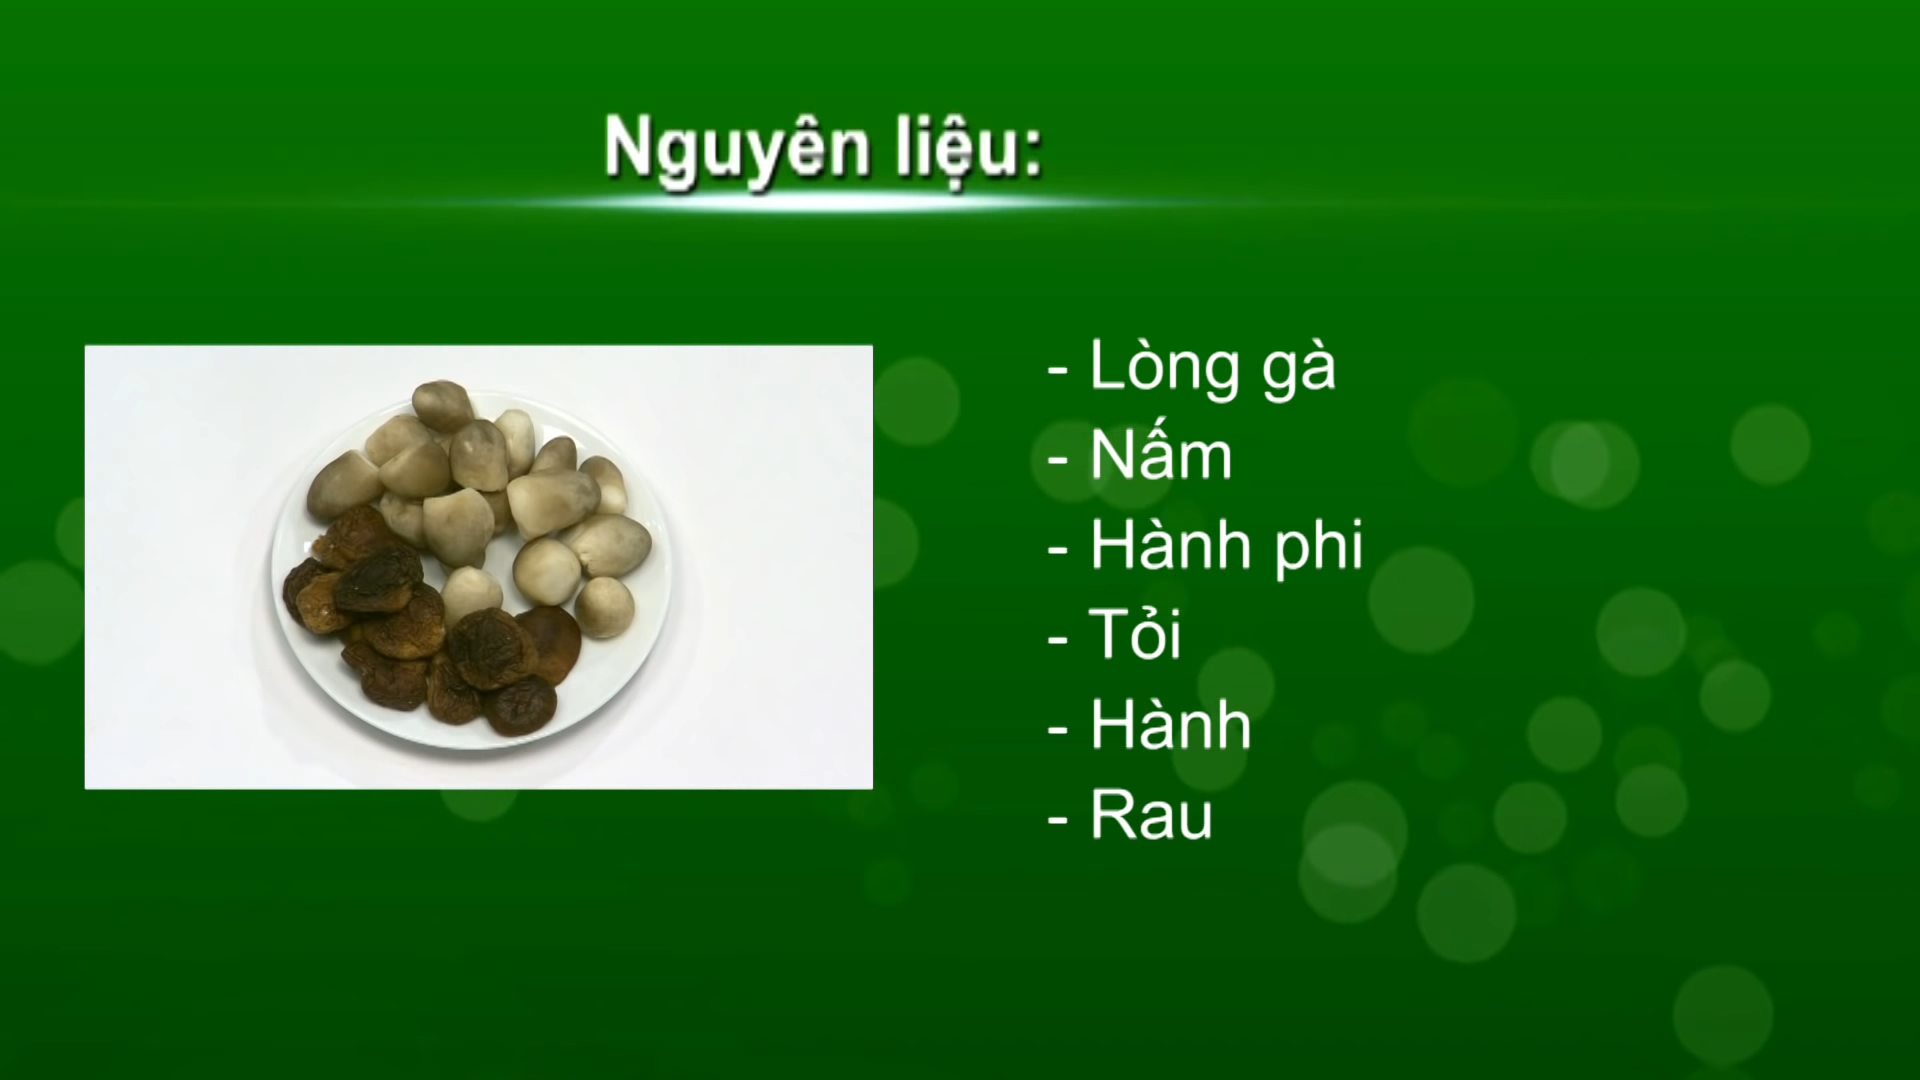 Nguyên liệu:
- Lòng gà
- Nấm
- Hành phi
- Tỏi
- Hành
- Rau